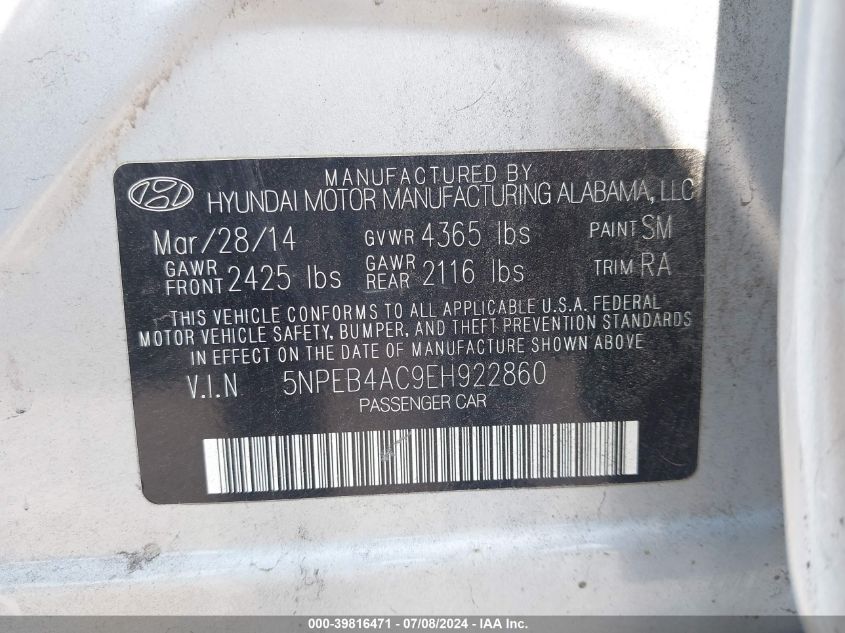 MANUFACTURED BY
HYUNDAI MOTOR MANUFACTURING ALABAMA, LLC
Mar/28/14 GVWR 4365 lbs PAINT SM
GAWR FRONT 2425 lbs GAWR REAR 2116 lbs TRIM RA
THIS VEHICLE CONFORMS TO ALL APPLICABLE U.S.A. FEDERAL
MOTOR VEHICLE SAFETY, BUMPER, AND THEFT PREVENTION STANDARDS
IN EFFECT ON THE DATE OF MANUFACTURE SHOWN ABOVE
V.I.N 5NPEB4AC9EH922860
PASSENGER CAR
000-39816471 - 07/08/2024 - IAA Inc.